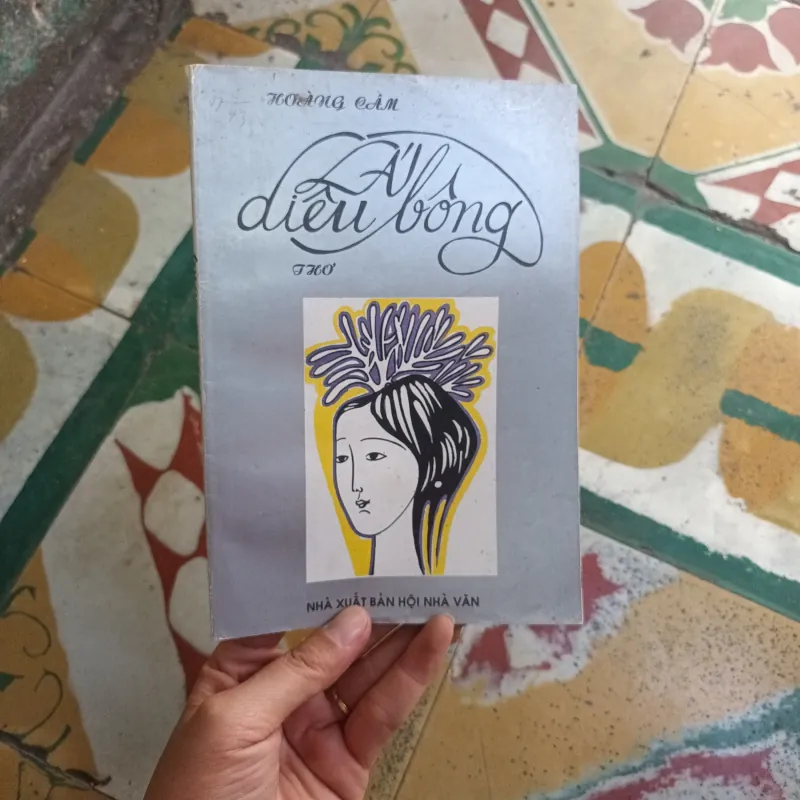 HOÀNG CẦM
Lá
diêu bông
THƠ
NHÀ XUẤT BẢN HỘI NHÀ VĂN